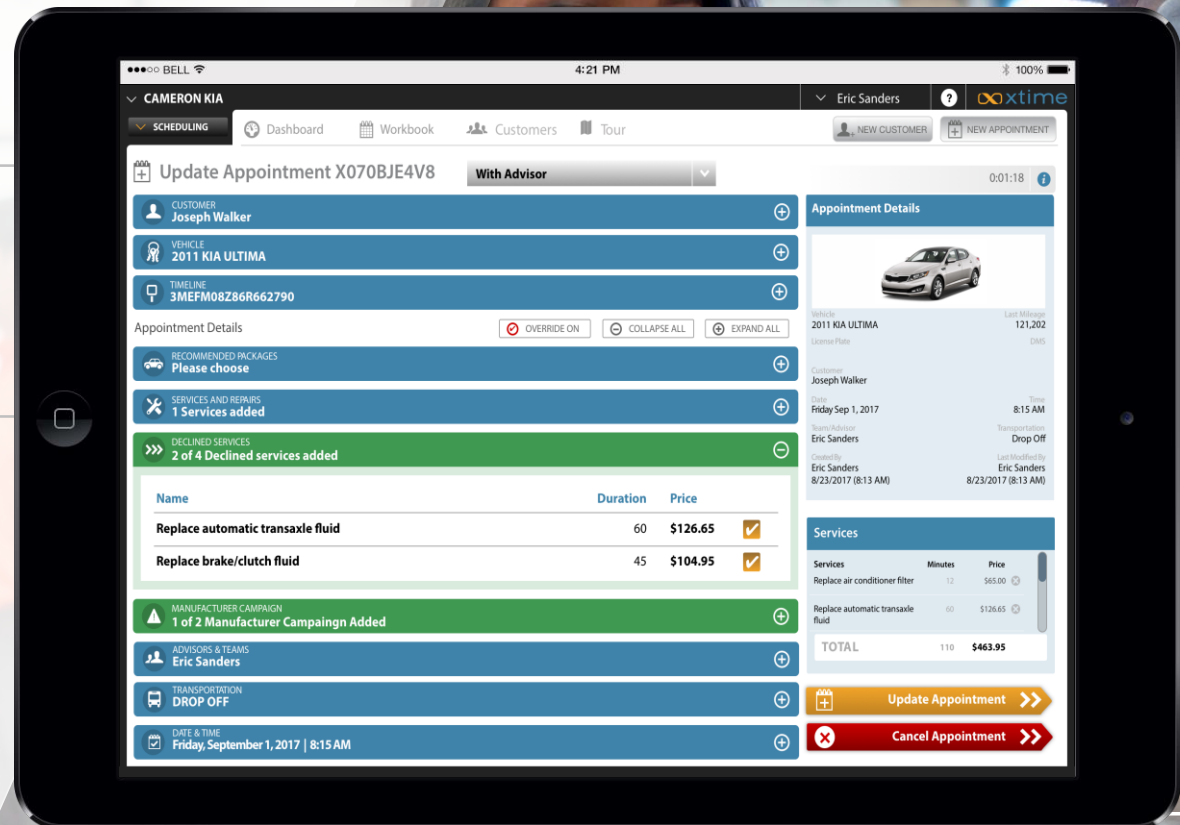 BELL
4:21 PM
100%
CAMERON KIA
Eric Sanders
?
xtime
SCHEDULING
Dashboard
Workbook
Customers
Tour
NEW CUSTOMER
NEW APPOINTMENT
Update Appointment X070BJE4V8
With Advisor
0:01:18
CUSTOMER
Joseph Walker
VEHICLE
2011 KIA ULTIMA
TIMELINE
3MEFM08Z86R662790
Appointment Details
OVERRIDE ON
COLLAPSE ALL
EXPAND ALL
RECOMMENDED PACKAGES
Please choose
SERVICES AND REPAIRS
1 Services added
DECLINED SERVICES
2 of 4 Declined services added
Name Duration Price
Replace automatic transaxle fluid 60 $126.65
Replace brake/clutch fluid 45 $104.95
MANUFACTURER CAMPAIGN
1 of 2 Manufacturer Campaingn Added
ADVISORS & TEAMS
Eric Sanders
TRANSPORTATION
DROP OFF
DATE & TIME
Friday, September 1, 2017 | 8:15 AM
Appointment Details
Vehicle Last Mileage
2011 KIA ULTIMA 121,202
License Plate DMS
Customer
Joseph Walker
Date Time
Friday Sep 1, 2017 8:15 AM
Team/Advisor Transportation
Eric Sanders Drop Off
Created By Last Modified By
Eric Sanders Eric Sanders
8/23/2017 (8:13 AM) 8/23/2017 (8:13 AM)
Services
Services Minutes Price
Replace air conditioner filter 12 $65.00
Replace automatic transaxle 60 $126.65
fluid
TOTAL 110 $463.95
Update Appointment
Cancel Appointment